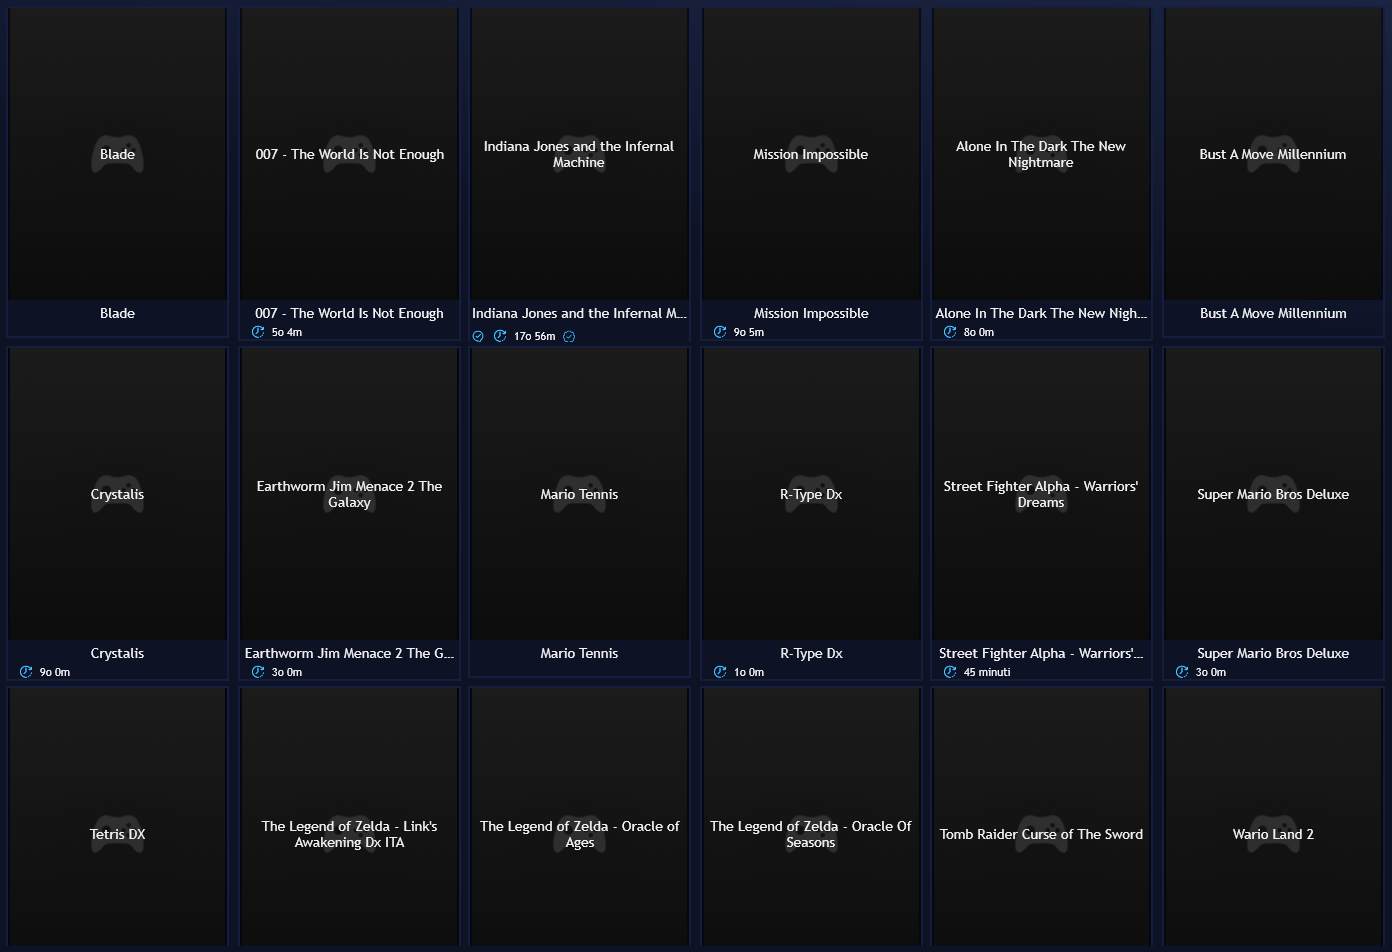 Blade
007 - The World Is Not Enough
Indiana Jones and the Infernal
Machine
Mission Impossible
Alone In The Dark The New
Nightmare
Bust A Move Millennium
Blade
007 - The World Is Not Enough
5o 4m
Indiana Jones and the Infernal M...
17o 56m
Mission Impossible
9o 5m
Alone In The Dark The New Nigh...
8o 0m
Bust A Move Millennium
Crystalis
Earthworm Jim Menace 2 The
Galaxy
Mario Tennis
R-Type Dx
Street Fighter Alpha - Warriors'
Dreams
Super Mario Bros Deluxe
Crystalis
9o 0m
Earthworm Jim Menace 2 The G...
3o 0m
Mario Tennis
R-Type Dx
1o 0m
Street Fighter Alpha - Warriors'...
45 minuti
Super Mario Bros Deluxe
3o 0m
Tetris DX
The Legend of Zelda - Link's
Awakening Dx ITA
The Legend of Zelda - Oracle of
Ages
The Legend of Zelda - Oracle Of
Seasons
Tomb Raider Curse of The Sword
Wario Land 2